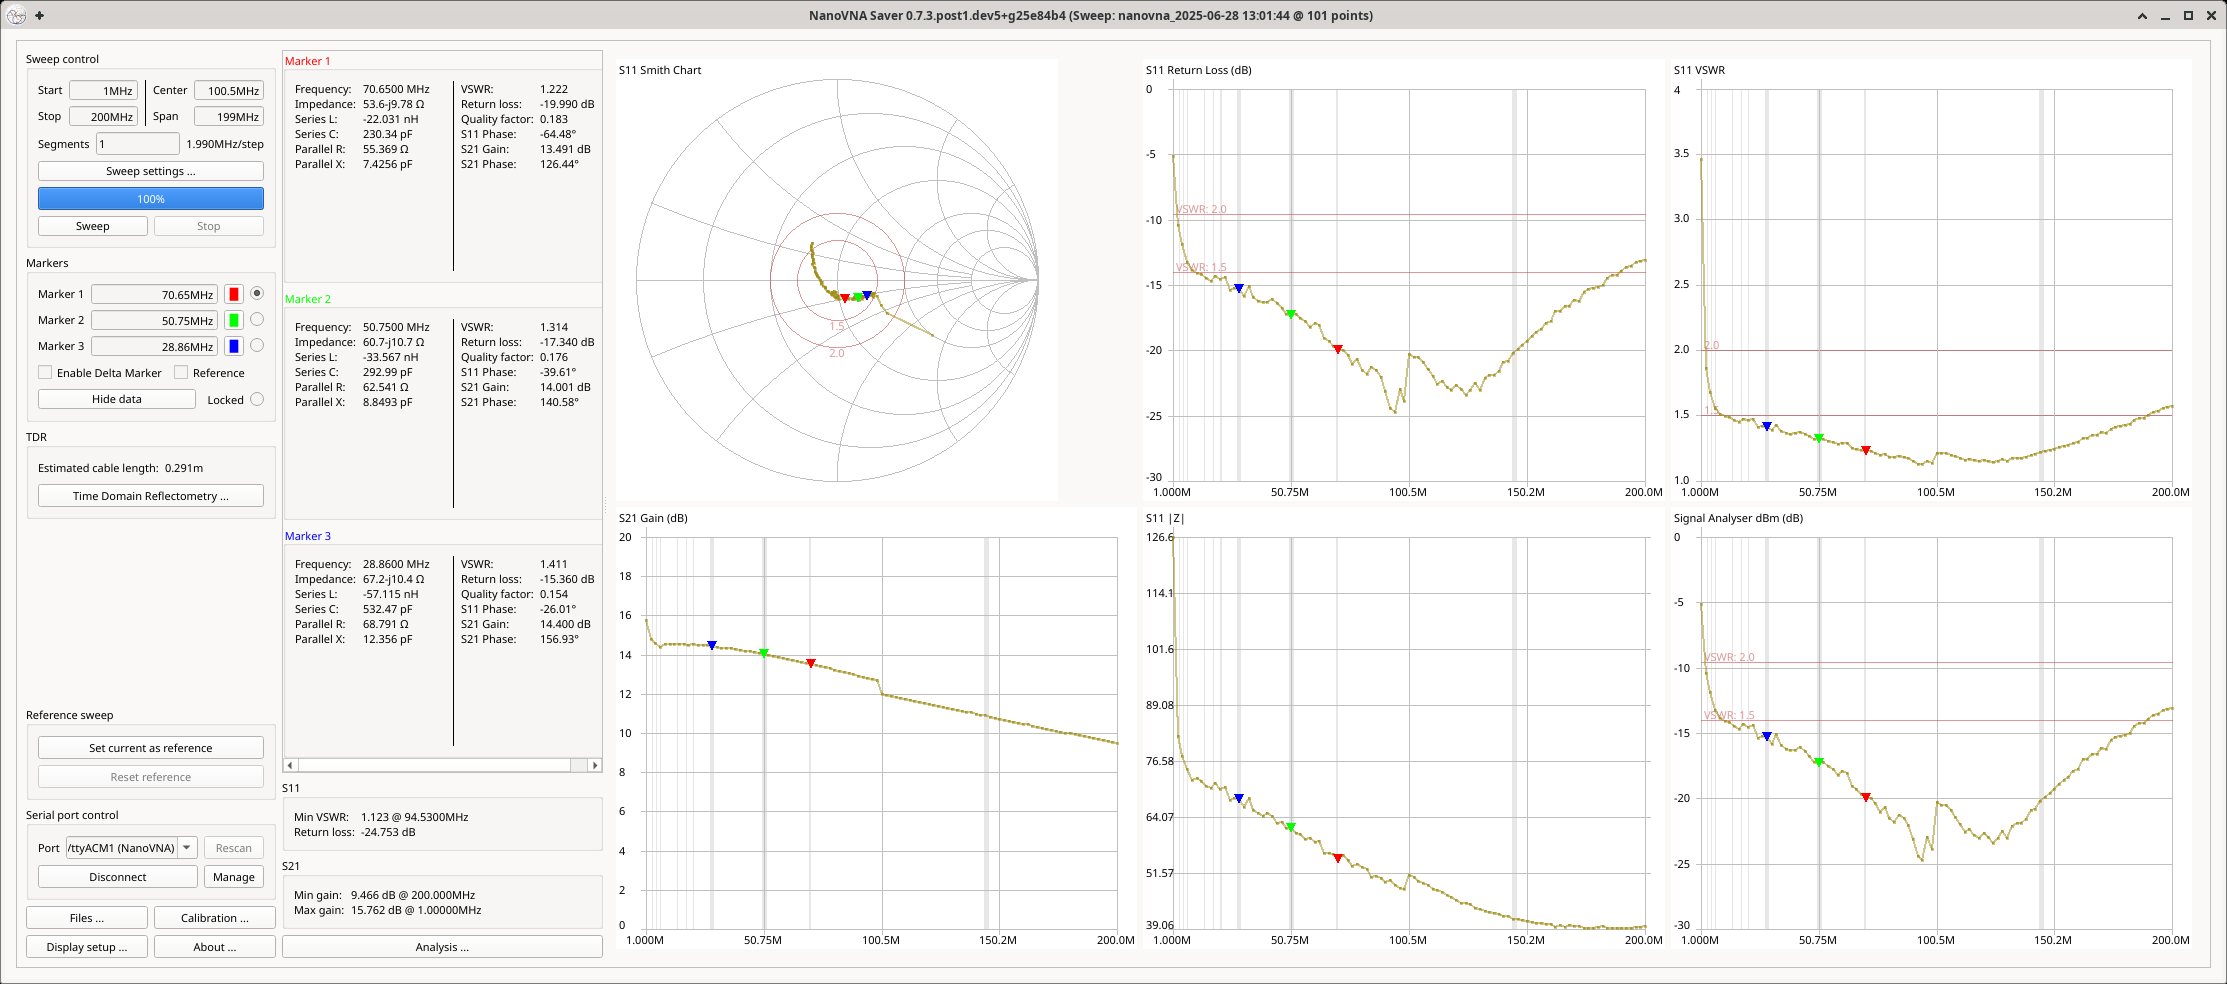 NanoVNA Saver 0.7.3.post1.dev5+g25e84b4 (Sweep: nanovna_2025-06-28 13:01:44 @ 101 points)
Sweep control
Start 1MHz Center 100.5MHz
Stop 200MHz Span 199MHz
Segments 1 1.990MHz/step
Sweep settings ...
100%
Sweep Stop
Markers
Marker 1 70.65MHz
Marker 2 50.75MHz
Marker 3 28.86MHz
Enable Delta Marker Reference
Hide data Locked
TDR
Estimated cable length: 0.291m
Time Domain Reflectometry ...
Reference sweep
Set current as reference
Reset reference
Serial port control
Port /ttyACM1 (NanoVNA) Rescan
Disconnect Manage
Files ... Calibration ...
Display setup ... About ...
Marker 1
Frequency: 70.6500 MHz VSWR: 1.222
Impedance: 53.6-j9.78 Ω Return loss: -19.990 dB
Series L: -22.031 nH Quality factor: 0.183
Series C: 230.34 pF S11 Phase: -64.48°
Parallel R: 55.369 Ω S21 Gain: 13.491 dB
Parallel X: 7.4256 pF S21 Phase: 126.44°
Marker 2
Frequency: 50.7500 MHz VSWR: 1.314
Impedance: 60.7-j10.7 Ω Return loss: -17.340 dB
Series L: -33.567 nH Quality factor: 0.176
Series C: 292.99 pF S11 Phase: -39.61°
Parallel R: 62.541 Ω S21 Gain: 14.001 dB
Parallel X: 8.8493 pF S21 Phase: 140.58°
Marker 3
Frequency: 28.8600 MHz VSWR: 1.411
Impedance: 67.2-j10.4 Ω Return loss: -15.360 dB
Series L: -57.115 nH Quality factor: 0.154
Series C: 532.47 pF S11 Phase: -26.01°
Parallel R: 68.791 Ω S21 Gain: 14.400 dB
Parallel X: 12.356 pF S21 Phase: 156.93°
S11
Min VSWR: 1.123 @ 94.5300MHz
Return loss: -24.753 dB
S21
Min gain: 9.466 dB @ 200.000MHz
Max gain: 15.762 dB @ 1.00000MHz
Analysis ...
S11 Smith Chart
1.5
2.0
S11 Return Loss (dB)
0
-5
-10
-15
-20
-25
-30
VSWR: 2.0
VSWR: 1.5
1.000M 50.75M 100.5M 150.2M 200.0M
S11 VSWR
4
3.5
3.0
2.5
2.0
1.5
1.0
2.0
1.000M 50.75M 100.5M 150.2M 200.0M
S21 Gain (dB)
20
18
16
14
12
10
8
6
4
2
0
1.000M 50.75M 100.5M 150.2M 200.0M
S11 |Z|
126.6
114.1
101.6
89.08
76.58
64.07
51.57
39.06
1.000M 50.75M 100.5M 150.2M 200.0M
Signal Analyser dBm (dB)
0
-5
-10
-15
-20
-25
-30
VSWR: 2.0
VSWR: 1.5
1.000M 50.75M 100.5M 150.2M 200.0M